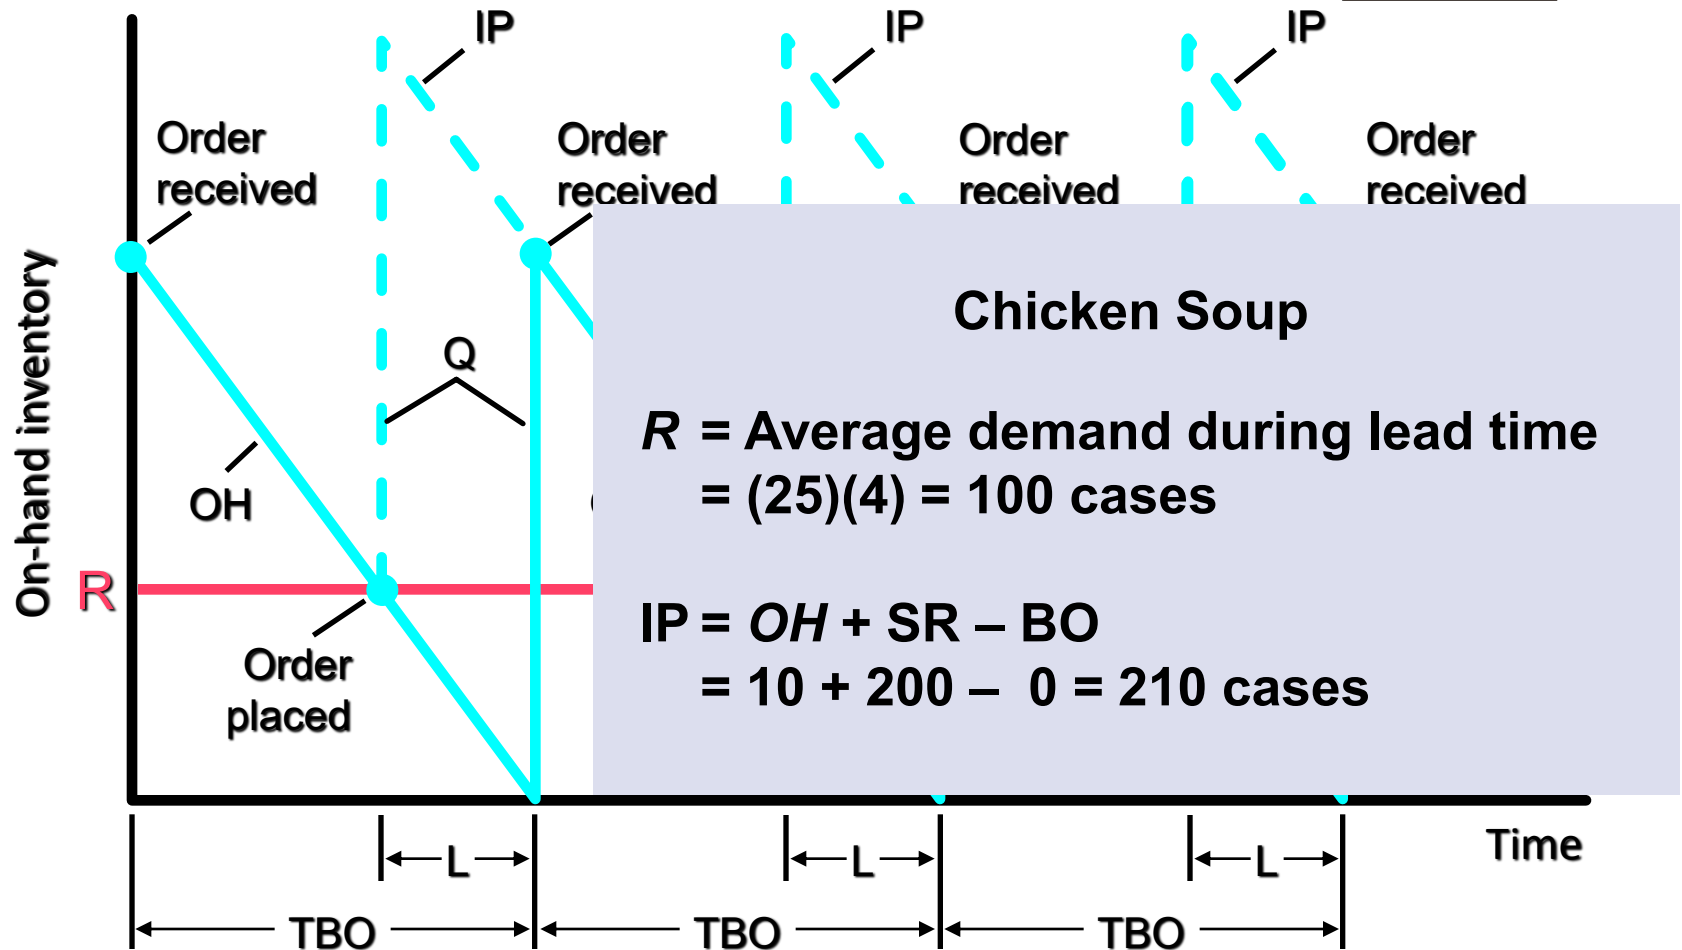 IP
IP
IP
Order
received
Order
received
Order
received
Order
received
On-hand inventory
Q
OH
R
Order
placed
Chicken Soup
R = Average demand during lead time
= (25)(4) = 100 cases
IP = OH + SR – BO
= 10 + 200 – 0 = 210 cases
L
L
L
Time
TBO
TBO
TBO